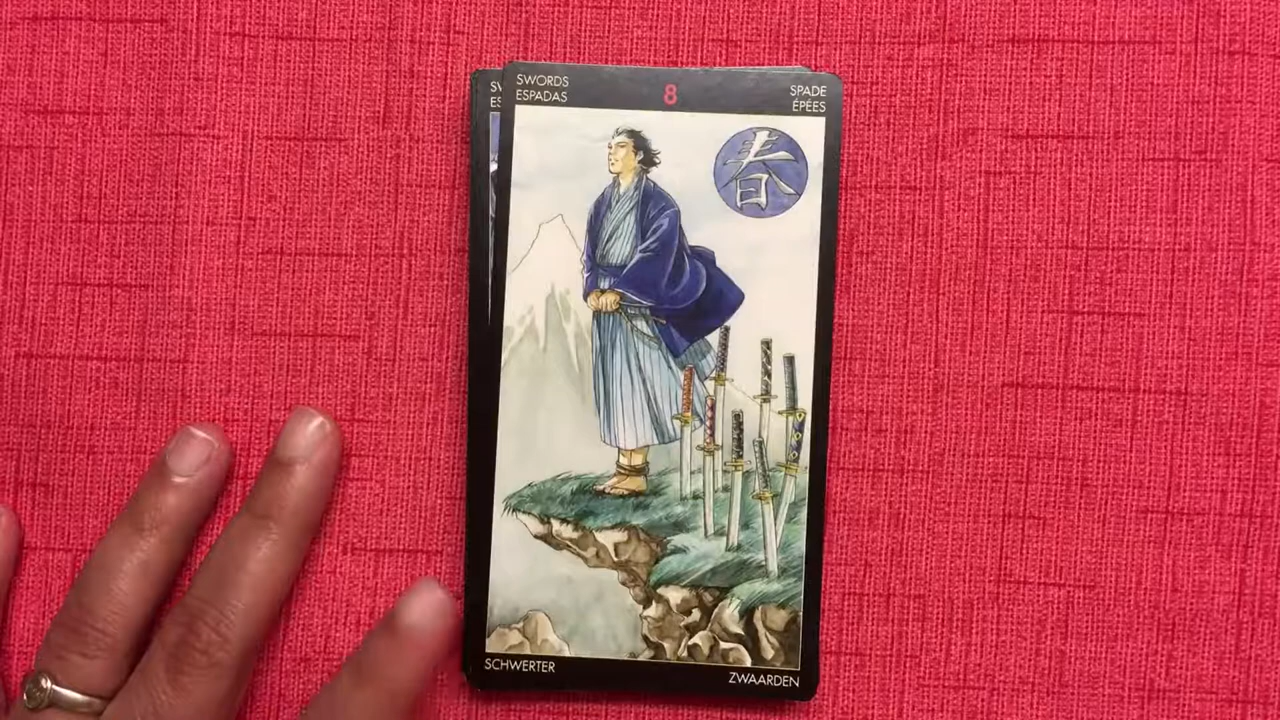 SWORDS
ESPADAS
8
SPADE
ÉPÉES
春
SCHWERTER
ZWAARDEN